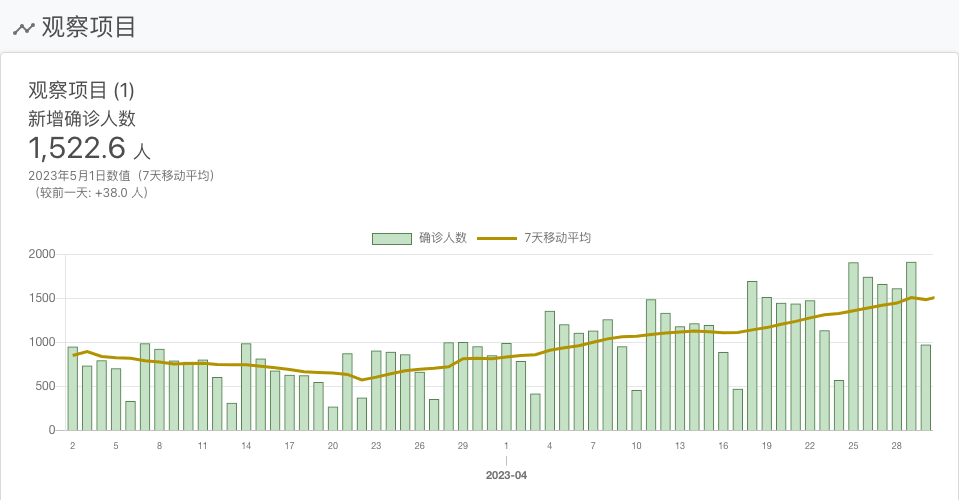 观察项目
观察项目 (1)
新增确诊人数
1,522.6 人
2023年5月1日数值（7天移动平均）
（较前一天: +38.0 人）
确诊人数 7天移动平均
2000
1500
1000
500
0
2 5 8 11 14 17 20 23 26 29 1 4 7 10 13 16 19 22 25 28
2023-04